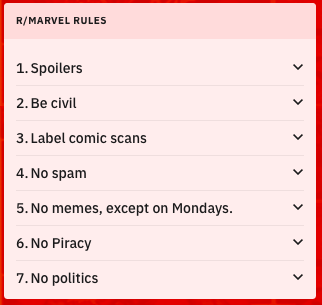 R/MARVEL RULES
1. Spoilers
2. Be civil
3. Label comic scans
4. No spam
5. No memes, except on Mondays.
6. No Piracy
7. No politics